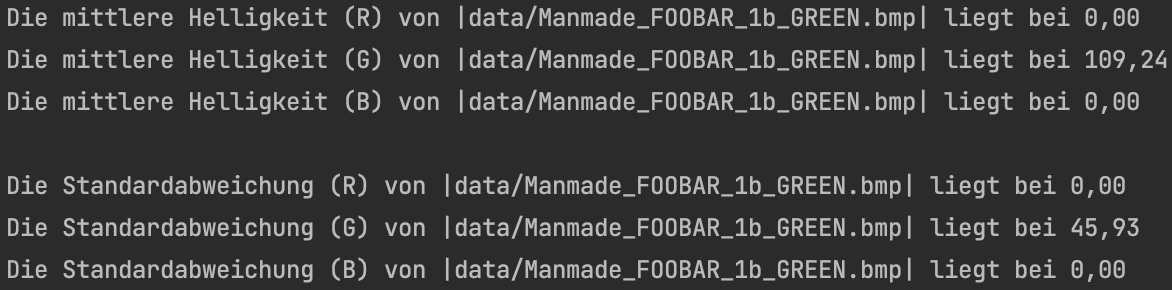 Die mittlere Helligkeit (R) von |data/Manmade_FOOBAR_1b_GREEN.bmp| liegt bei 0,00
Die mittlere Helligkeit (G) von |data/Manmade_FOOBAR_1b_GREEN.bmp| liegt bei 109,24
Die mittlere Helligkeit (B) von |data/Manmade_FOOBAR_1b_GREEN.bmp| liegt bei 0,00
Die Standardabweichung (R) von |data/Manmade_FOOBAR_1b_GREEN.bmp| liegt bei 0,00
Die Standardabweichung (G) von |data/Manmade_FOOBAR_1b_GREEN.bmp| liegt bei 45,93
Die Standardabweichung (B) von |data/Manmade_FOOBAR_1b_GREEN.bmp| liegt bei 0,00